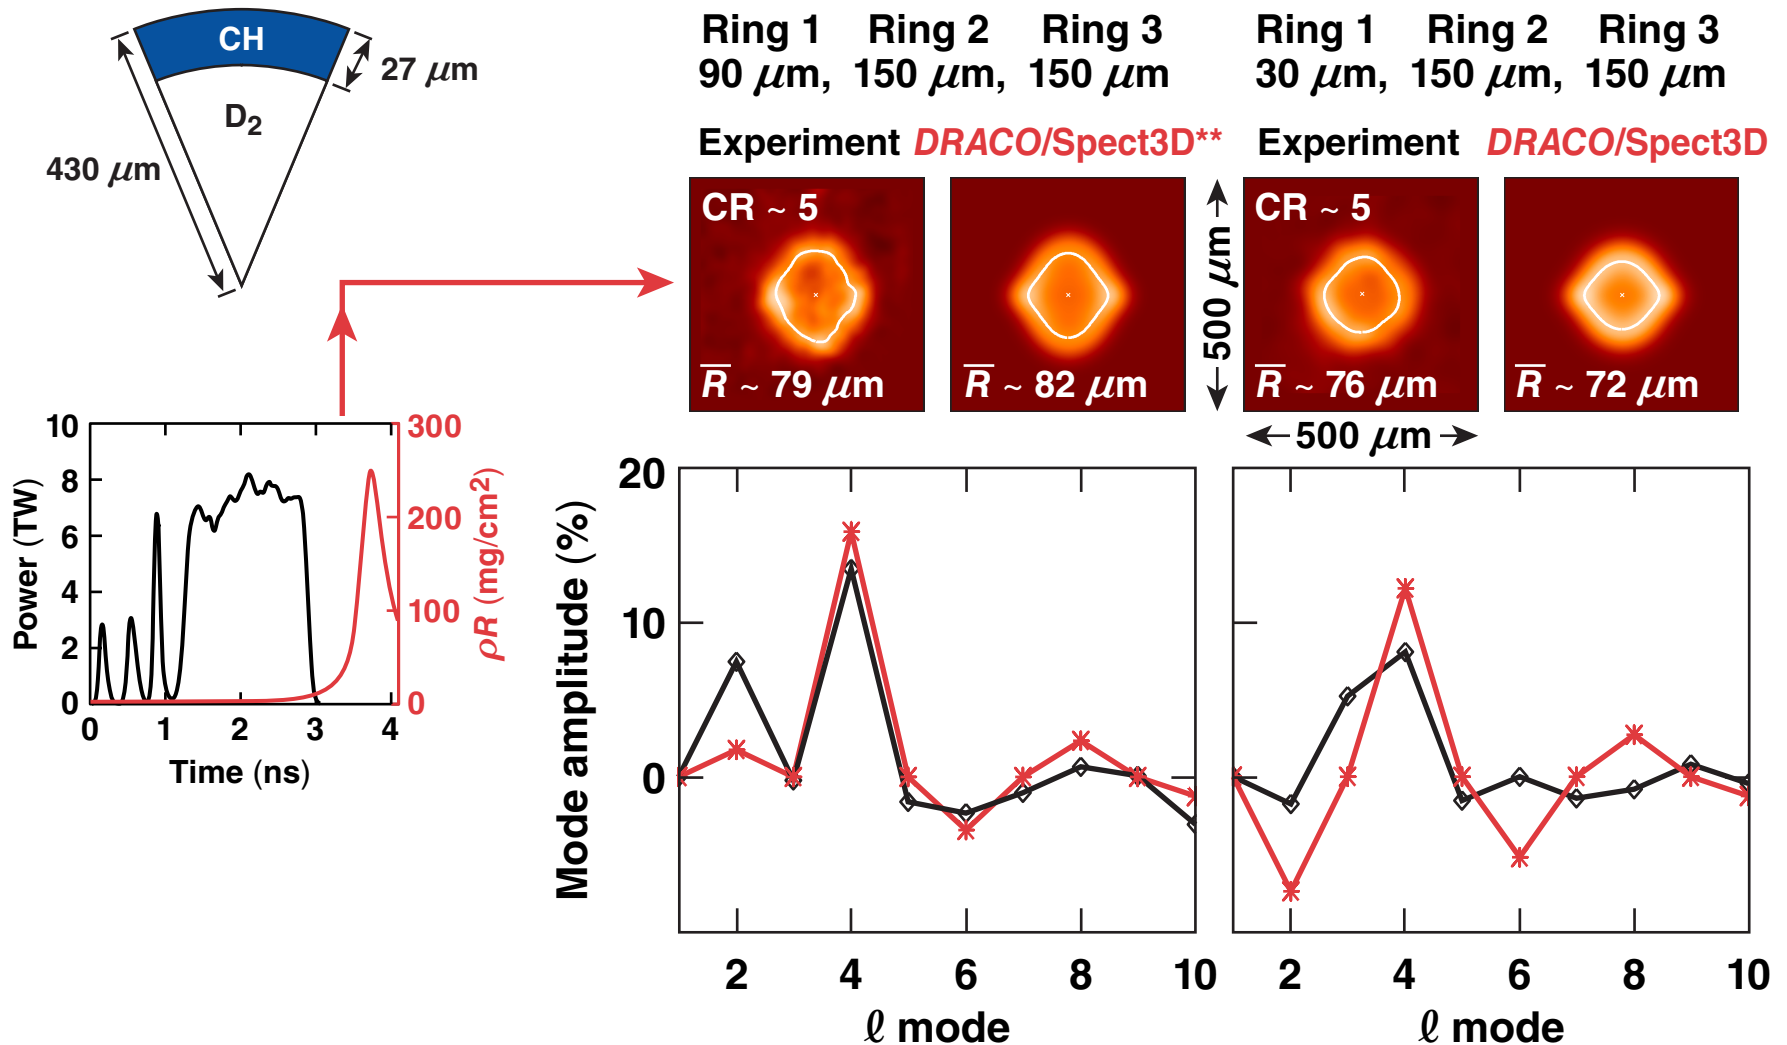 CH
27 μm
D2
430 μm
Ring 1 Ring 2 Ring 3
90 μm, 150 μm, 150 μm
Experiment DRACO/Spect3D**
CR ~ 5
R̅ ~ 79 μm
R̅ ~ 82 μm
Ring 1 Ring 2 Ring 3
30 μm, 150 μm, 150 μm
Experiment DRACO/Spect3D
CR ~ 5
R̅ ~ 76 μm
R̅ ~ 72 μm
500 μm
500 μm
Power (TW)
10
8
6
4
2
0
300
200
100
0
ρR (mg/cm²)
0 1 2 3 4
Time (ns)
Mode amplitude (%)
20
10
0
2 4 6 8 10
ℓ mode
2 4 6 8 10
ℓ mode